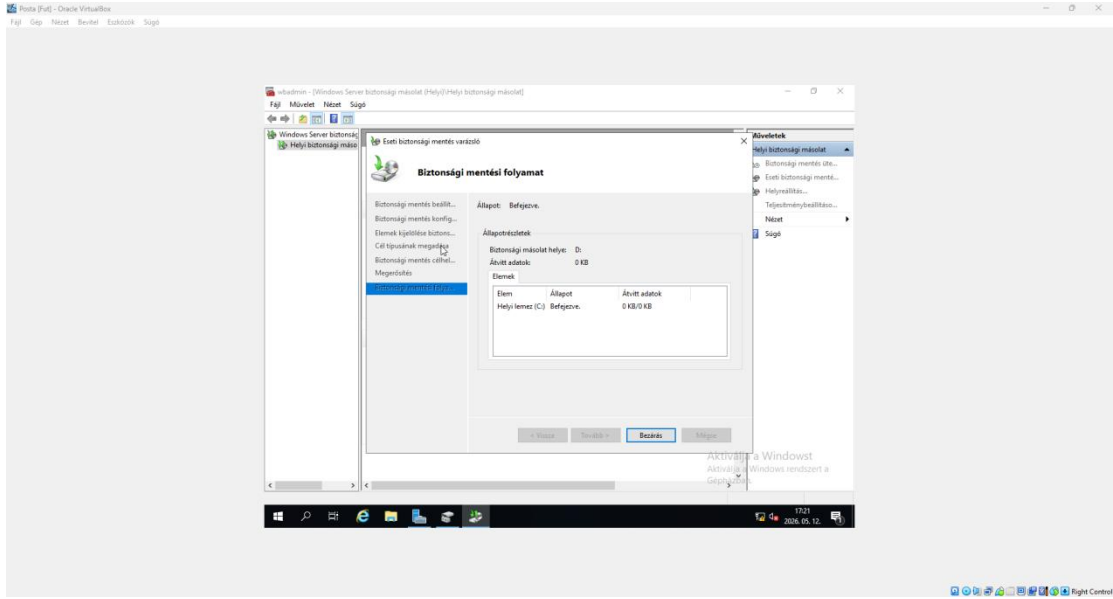 Posta [Fut] - Oracle VirtualBox
Fájl Gép Nézet Bevitel Eszközök Súgó
wbadmin - [Windows Server biztonsági másolat (Helyi)\Helyi biztonsági másolat]
Fájl Művelet Nézet Súgó
Windows Server biztonság
Helyi biztonsági máso
Eseti biztonsági mentés varázsló
Biztonsági mentési folyamat
Biztonsági mentés beállít...
Biztonsági mentés konfig...
Elemek kijelölése biztons...
Cél típusának megadása
Biztonsági mentés célhel...
Megerősítés
Biztonsági mentési folya...
Állapot: Befejezve.
Állapotrészletek
Biztonsági másolat helye: D:
Átvitt adatok: 0 KB
Elemek
Elem Állapot Átvitt adatok
Helyi lemez (C:) Befejezve. 0 KB/0 KB
< Vissza Tovább > Bezárás Mégse
Műveletek
Helyi biztonsági másolat
Biztonsági mentés üte...
Eseti biztonsági menté...
Helyreállítás...
Teljesítménybeállításo...
Nézet
Súgó
Aktiválja a Windowst
Aktiválja a Windows rendszert a
Gépházban.
17:21
2026. 05. 12.
Right Control